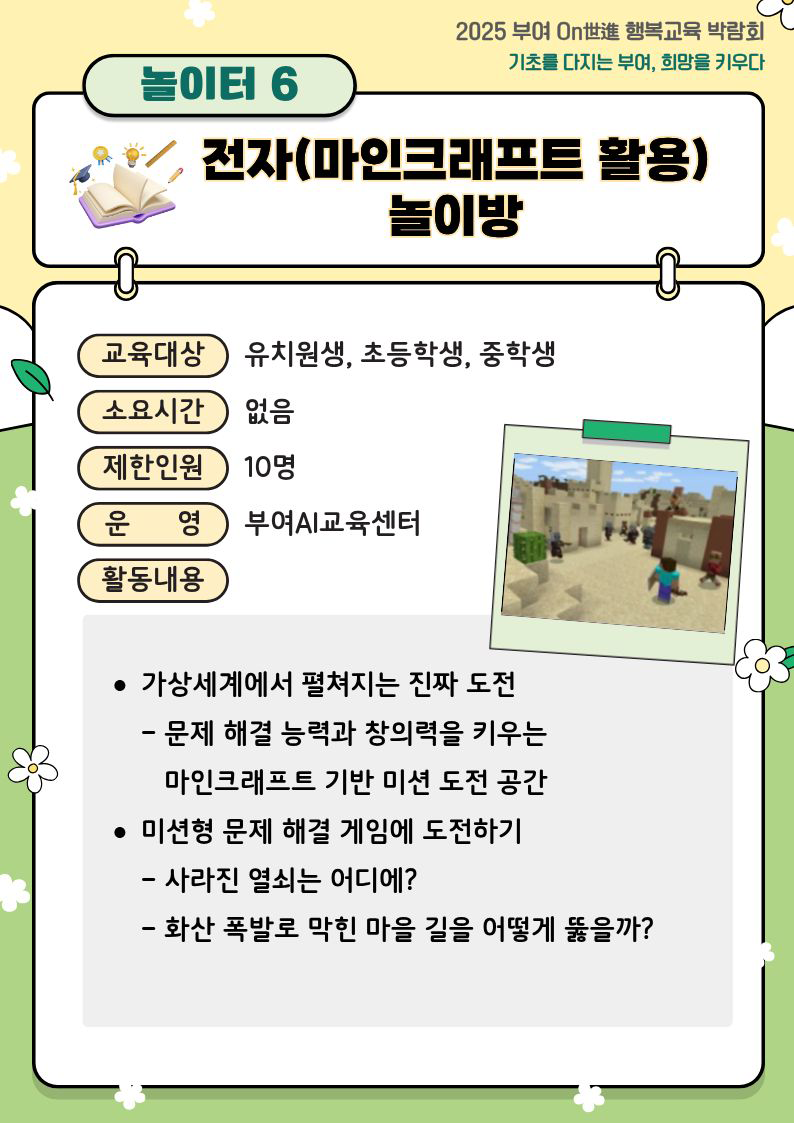 2025 부여 On世進 행복교육 박람회
기초를 다지는 부여, 희망을 키우다
놀이터 6
전자(마인크래프트 활용)
놀이방
교육대상 유치원생, 초등학생, 중학생
소요시간 없음
제한인원 10명
운 영 부여AI교육센터
활동내용
● 가상세계에서 펼쳐지는 진짜 도전
– 문제 해결 능력과 창의력을 키우는
마인크래프트 기반 미션 도전 공간
● 미션형 문제 해결 게임에 도전하기
– 사라진 열쇠는 어디에?
– 화산 폭발로 막힌 마을 길을 어떻게 뚫을까?